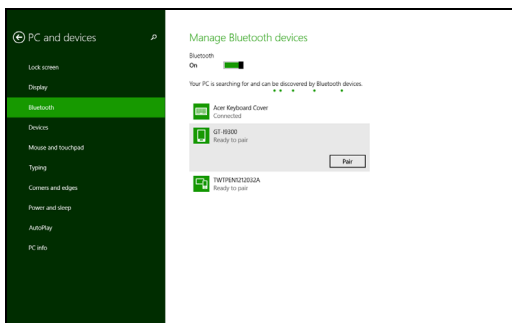 PC and devices
Lock screen
Display
Bluetooth
Devices
Mouse and touchpad
Typing
Corners and edges
Power and sleep
AutoPlay
PC info
Manage Bluetooth devices
Bluetooth
On
Your PC is searching for and can be discovered by Bluetooth devices.
Acer Keyboard Cover
Connected
GT-I9300
Ready to pair
Pair
TWTPEN1212032A
Ready to pair